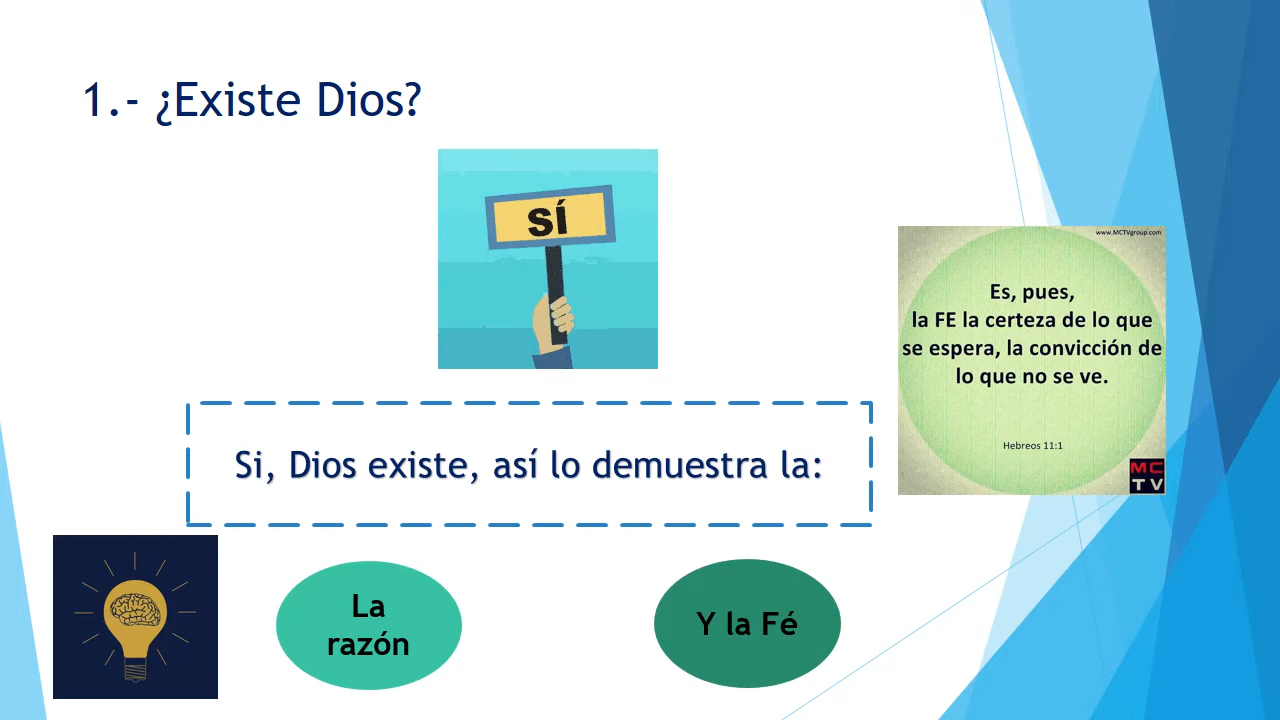 1.- ¿Existe Dios?
SÍ
www.MCTVgroup.com
Es, pues,
la FE la certeza de lo que
se espera, la convicción de
lo que no se ve.
Hebreos 11:1
MC
TV
Si, Dios existe, así lo demuestra la:
La
razón
Y la Fé